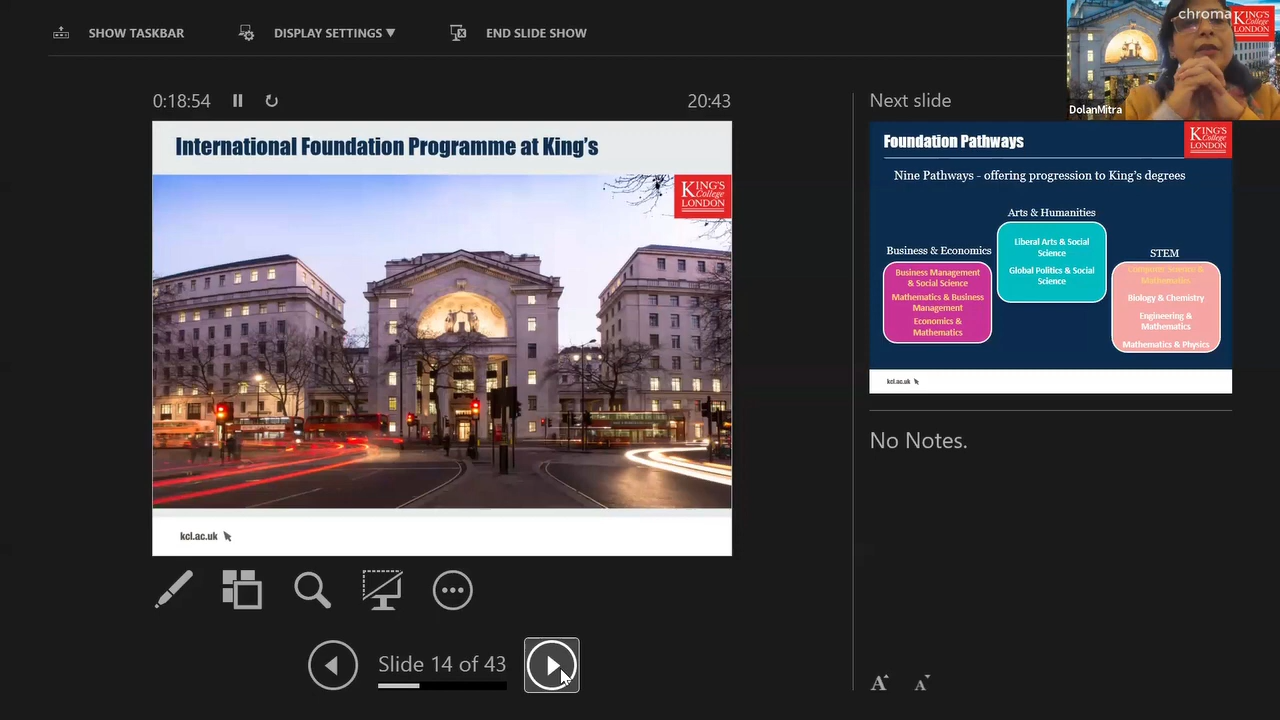 SHOW TASKBAR
DISPLAY SETTINGS ▼
END SLIDE SHOW
chroma
KING'S
College
LONDON
DolanMitra
0:18:54
20:43
Next slide
International Foundation Programme at King's
KING'S
College
LONDON
kcl.ac.uk
Foundation Pathways
KING'S
College
LONDON
Nine Pathways - offering progression to King's degrees
Arts & Humanities
Liberal Arts & Social
Science
Global Politics & Social
Science
Business & Economics
Business Management
& Social Science
Mathematics & Business
Management
Economics &
Mathematics
STEM
Computer Science &
Mathematics
Biology & Chemistry
Engineering &
Mathematics
Mathematics & Physics
kcl.ac.uk
No Notes.
Slide 14 of 43
A A